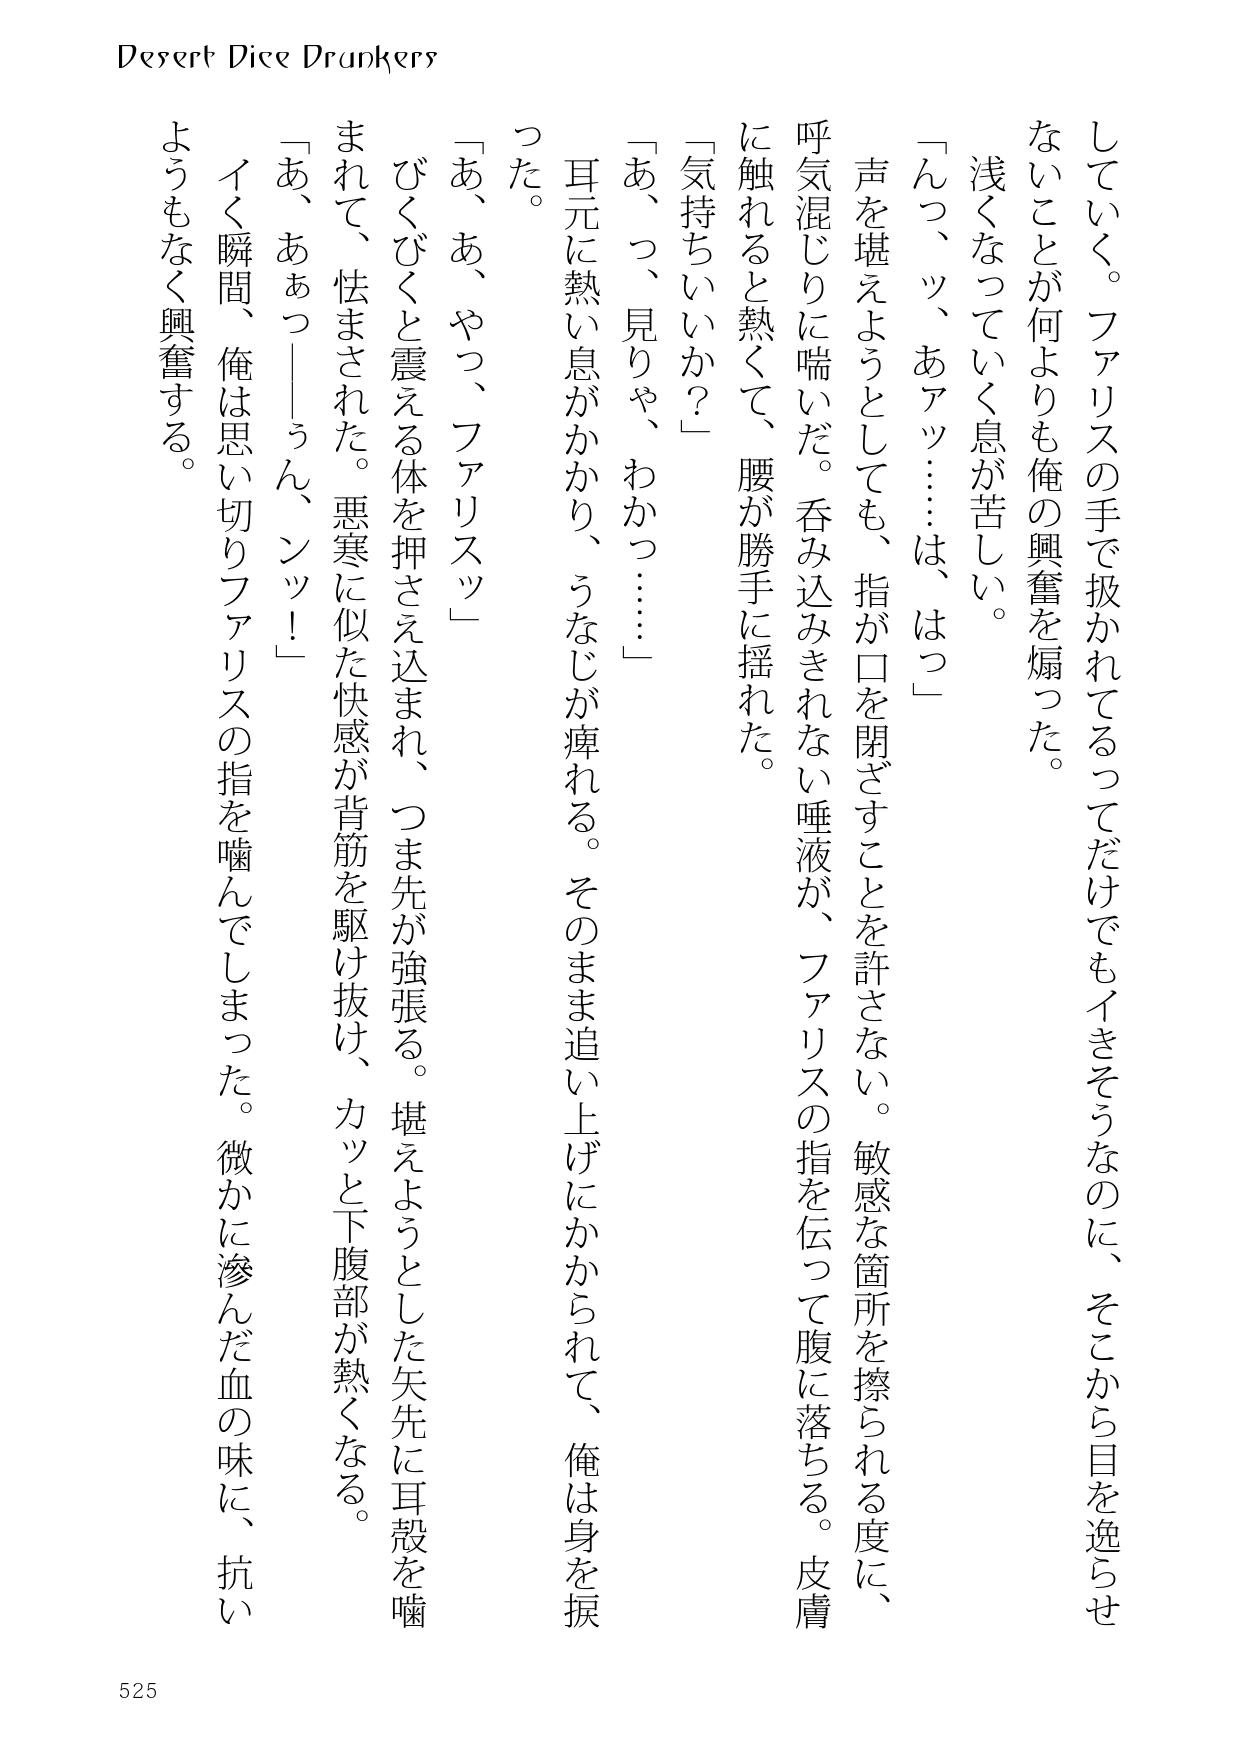 Desert Dice Drunkers
していく。ファリスの手で扱かれてるってだけでもイきそうなのに、そこから目を逸らせ
ないことが何よりも俺の興奮を煽った。
浅くなっていく息が苦しい。
「んっ、ッ、あァッ……は、はっ」
声を堪えようとしても、指が口を閉ざすことを許さない。敏感な箇所を擦られる度に、
呼気混じりに喘いだ。呑み込みきれない唾液が、ファリスの指を伝って腹に落ちる。皮膚
に触れると熱くて、腰が勝手に揺れた。
「気持ちいいか？」
「あ、っ、見りゃ、わかっ……」
耳元に熱い息がかかり、うなじが痺れる。そのまま追い上げにかかられて、俺は身を捩
った。
「あ、あ、やっ、ファリスッ」
びくびくと震える体を押さえ込まれ、つま先が強張る。堪えようとした矢先に耳殻を噛
まれて、怯まされた。悪寒に似た快感が背筋を駆け抜け、カッと下腹部が熱くなる。
「あ、あぁっ――ぅん、ンッ！」
イく瞬間、俺は思い切りファリスの指を噛んでしまった。微かに滲んだ血の味に、抗い
ようもなく興奮する。
525